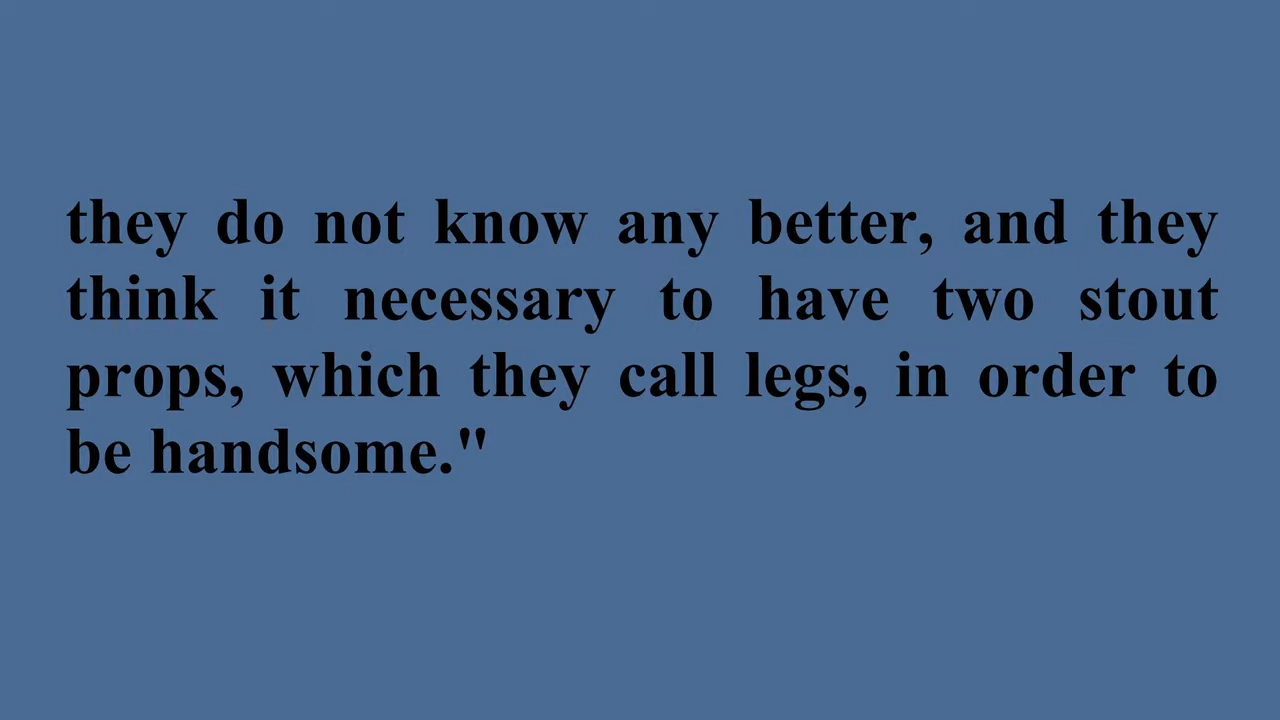 they do not know any better, and they
think it necessary to have two stout
props, which they call legs, in order to
be handsome."